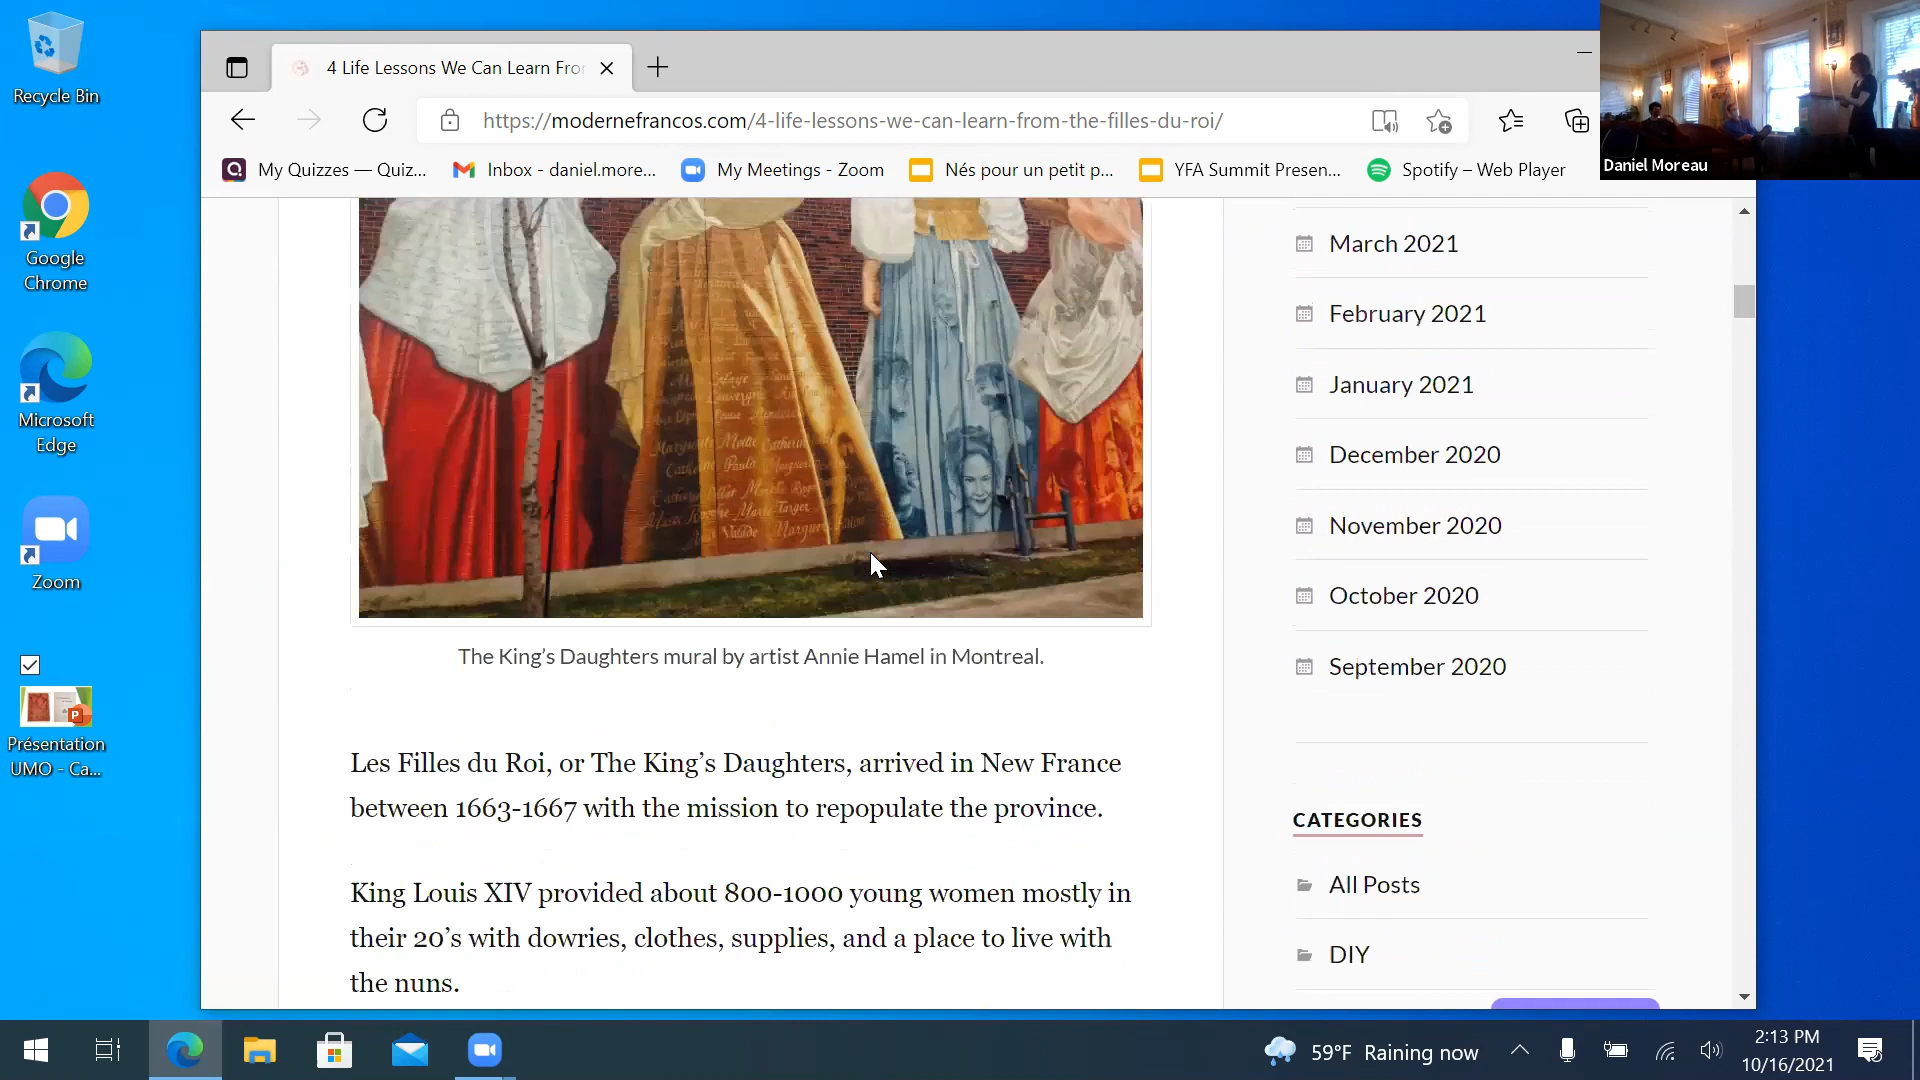 Recycle Bin
Google
Chrome
Microsoft
Edge
Zoom
Présentation
UMO - Ca...
4 Life Lessons We Can Learn Fro
https://modernefrancos.com/4-life-lessons-we-can-learn-from-the-filles-du-roi/
My Quizzes — Quiz...
Inbox - daniel.more...
My Meetings - Zoom
Nés pour un petit p...
YFA Summit Presen...
Spotify – Web Player
Daniel Moreau
The King's Daughters mural by artist Annie Hamel in Montreal.
Les Filles du Roi, or The King's Daughters, arrived in New France
between 1663-1667 with the mission to repopulate the province.
King Louis XIV provided about 800-1000 young women mostly in
their 20's with dowries, clothes, supplies, and a place to live with
the nuns.
March 2021
February 2021
January 2021
December 2020
November 2020
October 2020
September 2020
CATEGORIES
All Posts
DIY
59°F Raining now
2:13 PM
10/16/2021